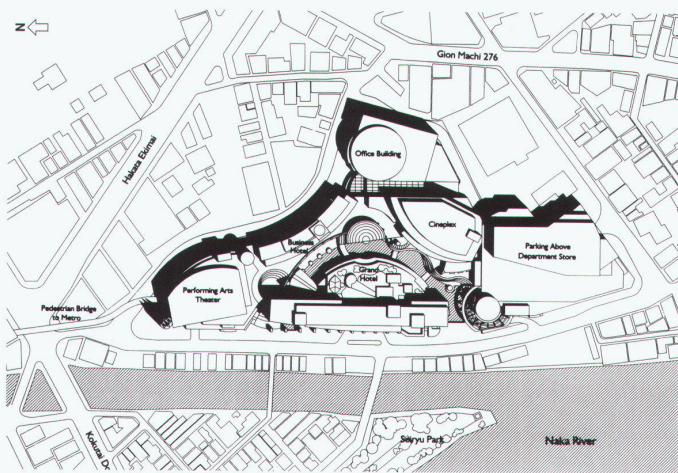 N
Gion Machi 276
Hakata Ekimai
Office Building
Cineplex
Business
Hotel
Parking Above
Department Store
Grand
Hotel
Performing Arts
Theater
Pedestrian Bridge
to Metro
Kokutai Do
Seiryu Park
Naka River